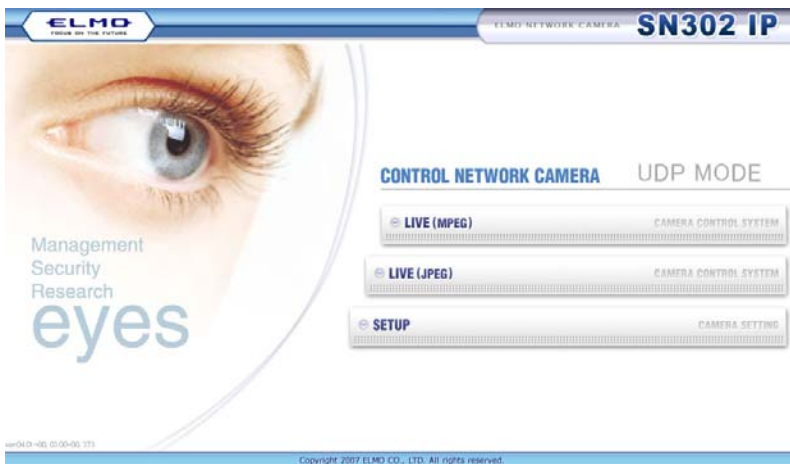 ELMO
FOCUS ON THE FUTURE
ELMO NETWORK CAMERA SN302 IP
CONTROL NETWORK CAMERA UDP MODE
LIVE (MPEG) CAMERA CONTROL SYSTEM
LIVE (JPEG) CAMERA CONTROL SYSTEM
SETUP CAMERA SETTING
Management
Security
Research
eyes
Copyright 2007 ELMO CO., LTD. All rights reserved.